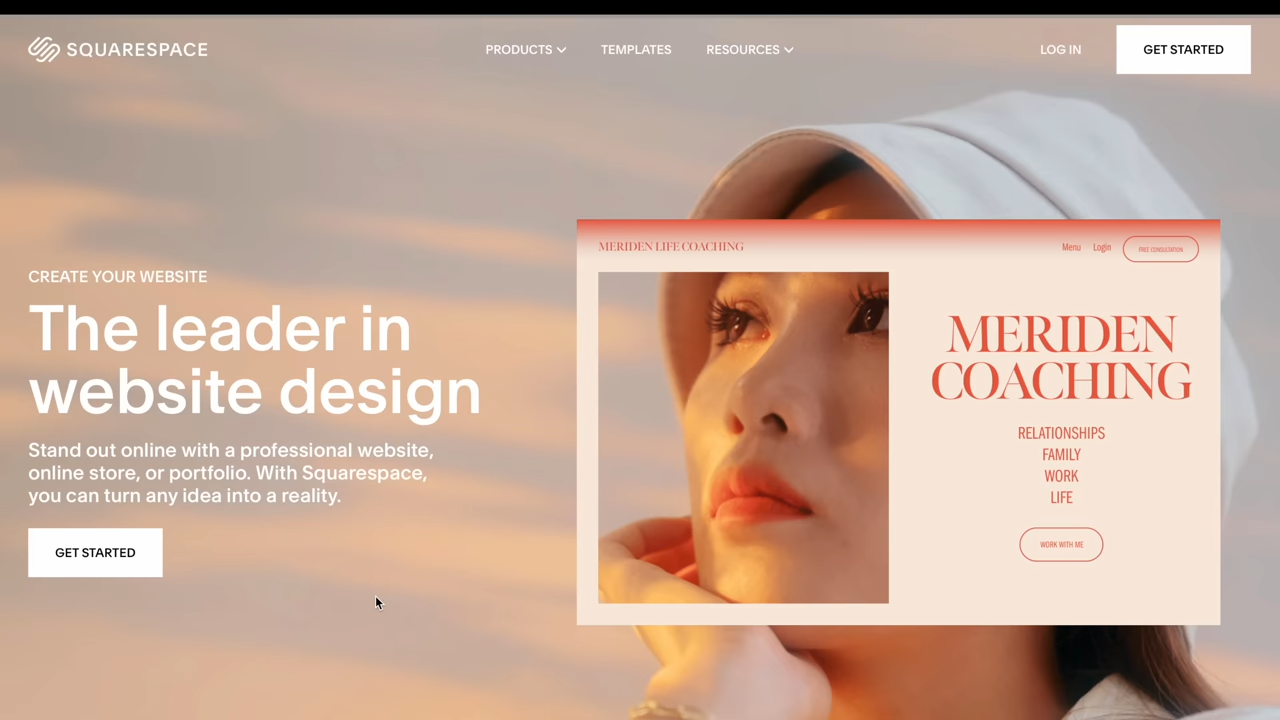 SQUARESPACE
PRODUCTS TEMPLATES RESOURCES
LOG IN
GET STARTED
CREATE YOUR WEBSITE
The leader in
website design
Stand out online with a professional website,
online store, or portfolio. With Squarespace,
you can turn any idea into a reality.
GET STARTED
MERIDEN LIFE COACHING
Menu Login FREE CONSULTATION
MERIDEN
COACHING
RELATIONSHIPS
FAMILY
WORK
LIFE
WORK WITH ME